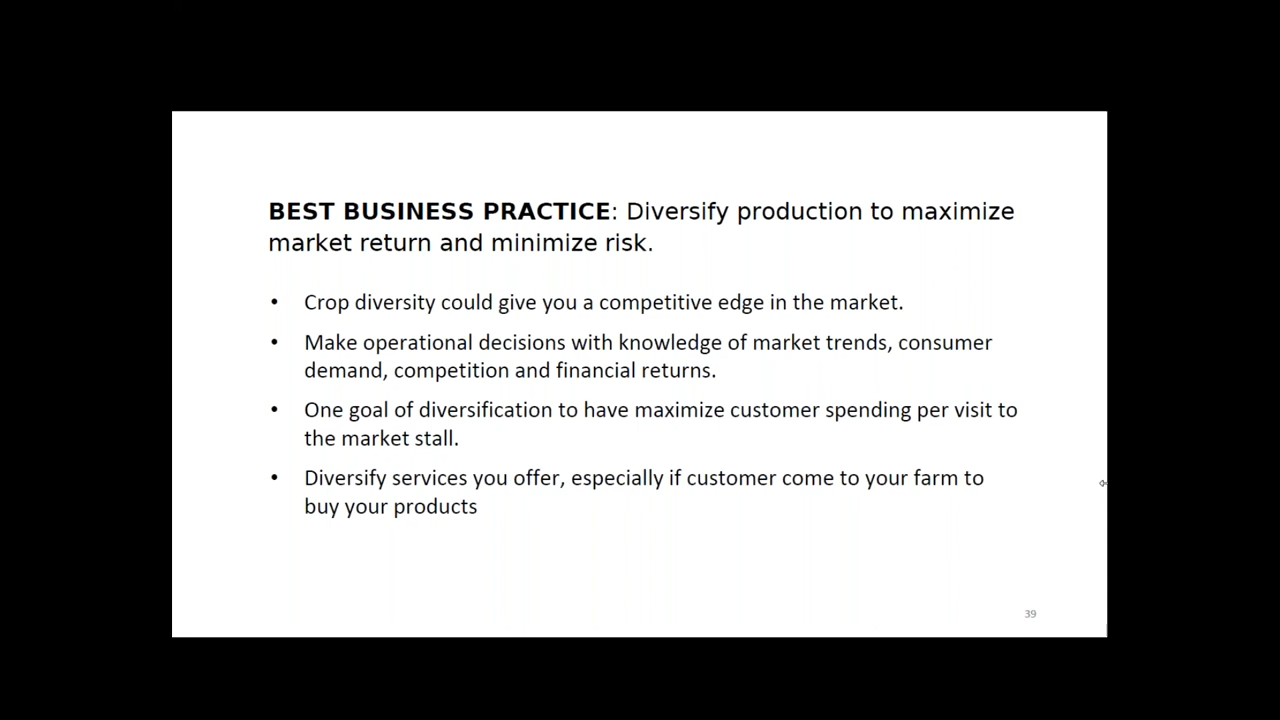 BEST BUSINESS PRACTICE: Diversify production to maximize
market return and minimize risk.
• Crop diversity could give you a competitive edge in the market.
• Make operational decisions with knowledge of market trends, consumer
demand, competition and financial returns.
• One goal of diversification to have maximize customer spending per visit to
the market stall.
• Diversify services you offer, especially if customer come to your farm to
buy your products
39